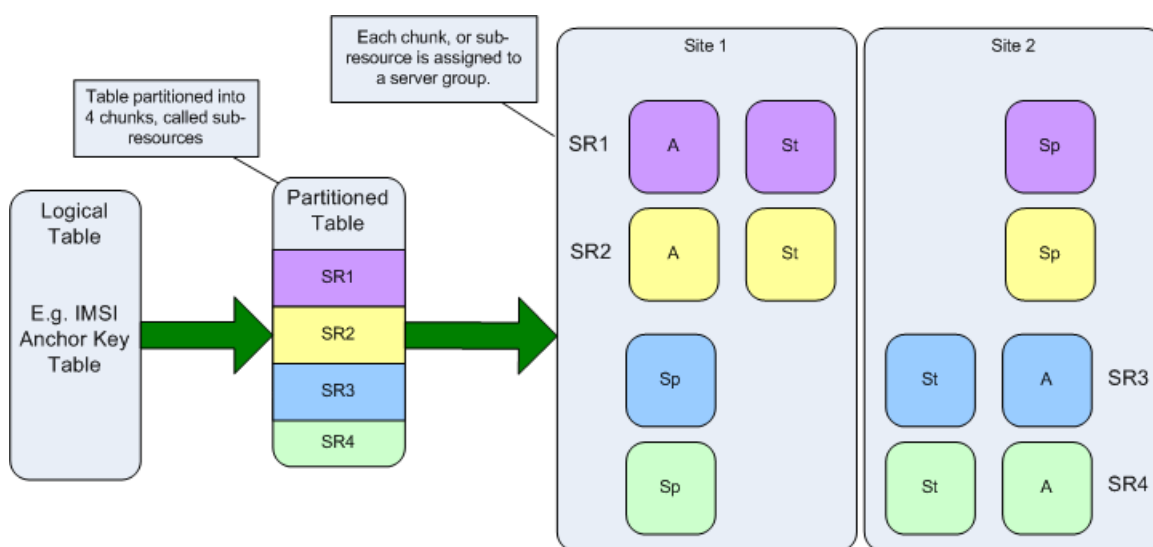 Each chunk, or sub-
resource is assigned to
a server group.
Site 1
Site 2
Table partitioned into
4 chunks, called sub-
resources
SR1
A
St
Sp
Logical
Table
E.g. IMSI
Anchor Key
Table
Partitioned
Table
SR1
SR2
SR3
SR4
SR2
A
St
Sp
Sp
St
A
SR3
Sp
St
A
SR4